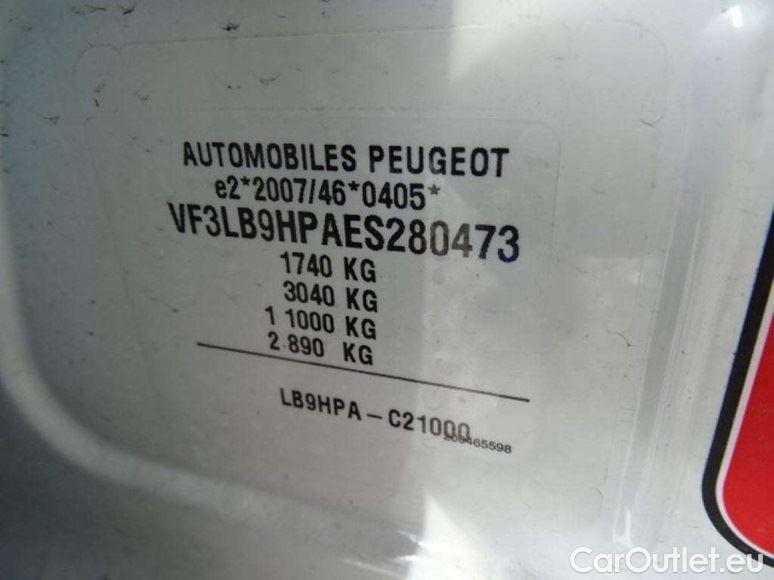 AUTOMOBILES PEUGEOT
e2*2007/46*0405*
VF3LB9HPAES280473
1740 KG
3040 KG
1 1000 KG
2 890 KG
LB9HPA - C21000
CarOutlet.eu